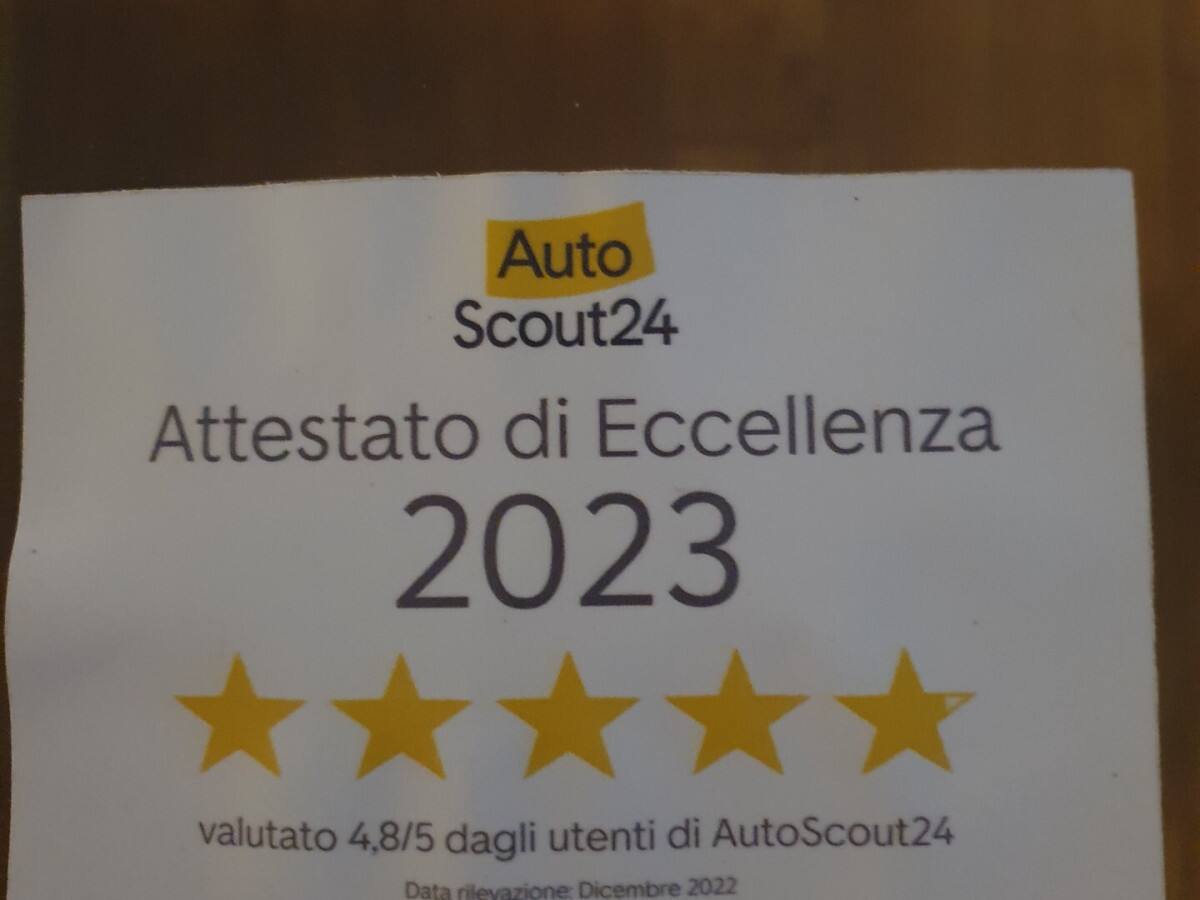 Auto
Scout24
Attestato di Eccellenza
2023
valutato 4,8/5 dagli utenti di AutoScout24
Data rilevazione: Dicembre 2022